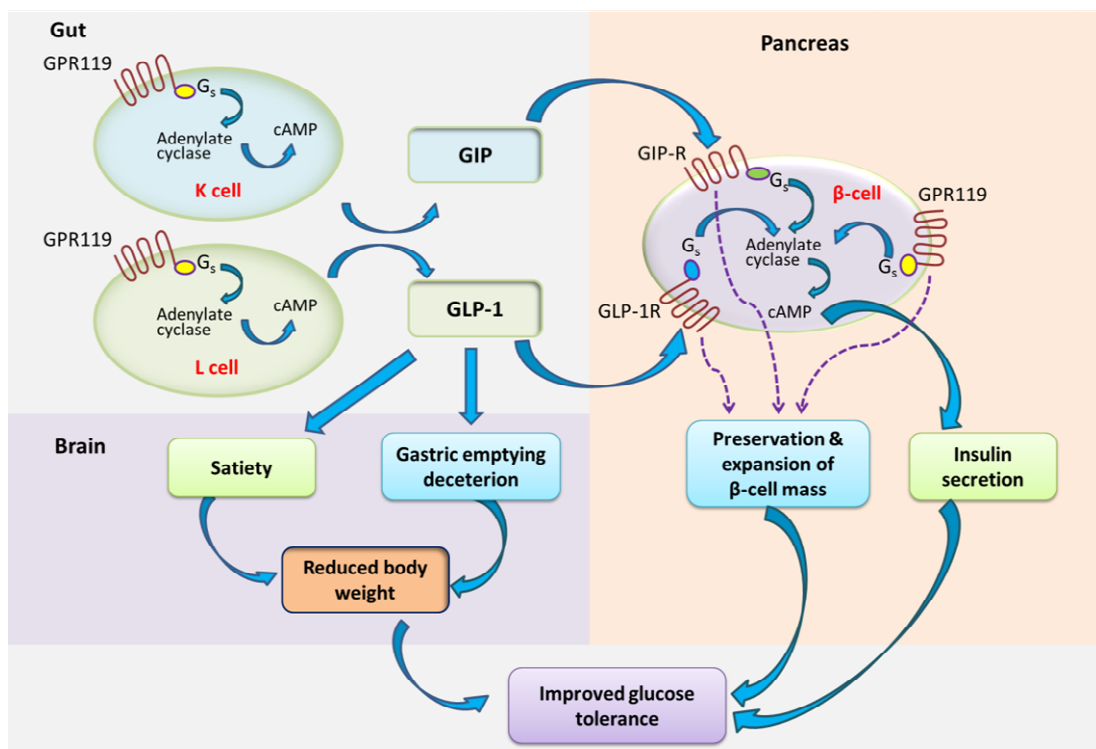 Gut
GPR119
Gs
Adenylate
cyclase
cAMP
K cell
GPR119
Gs
Adenylate
cyclase
cAMP
L cell
GIP
GLP-1
Pancreas
GIP-R
Gs
β-cell
GPR119
Gs
Adenylate
cyclase
Gs
GLP-1R
cAMP
Brain
Satiety
Gastric emptying
deceterion
Preservation &
expansion of
β-cell mass
Insulin
secretion
Reduced body
weight
Improved glucose
tolerance